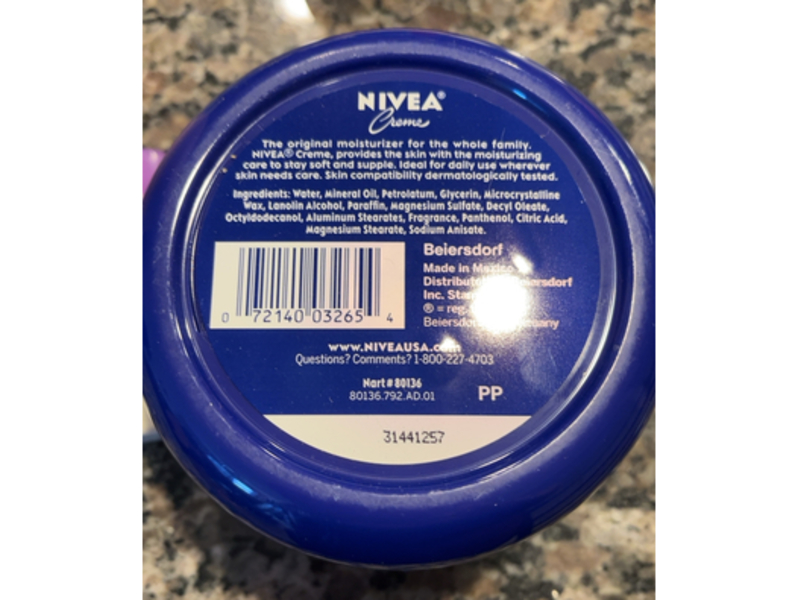 NIVEA®
Creme
The original moisturizer for the whole family.
NIVEA® Creme, provides the skin with the moisturizing
care to stay soft and supple. Ideal for daily use wherever
skin needs care. Skin compatibility dermatologically tested.
Ingredients: Water, Mineral Oil, Petrolatum, Glycerin, Microcrystalline
Wax, Lanolin Alcohol, Paraffin, Magnesium Sulfate, Decyl Oleate,
Octyldodecanol, Aluminum Stearates, Fragrance, Panthenol, Citric Acid,
Magnesium Stearate, Sodium Anisate.
0 72140 03265 4
Beiersdorf
Made in Mexico
Inc.
® = reg.
www.NIVEAUSA.com
Questions? Comments? 1-800-227-4703
Nart # 80136
80136.792.AD.01
PP
31441257